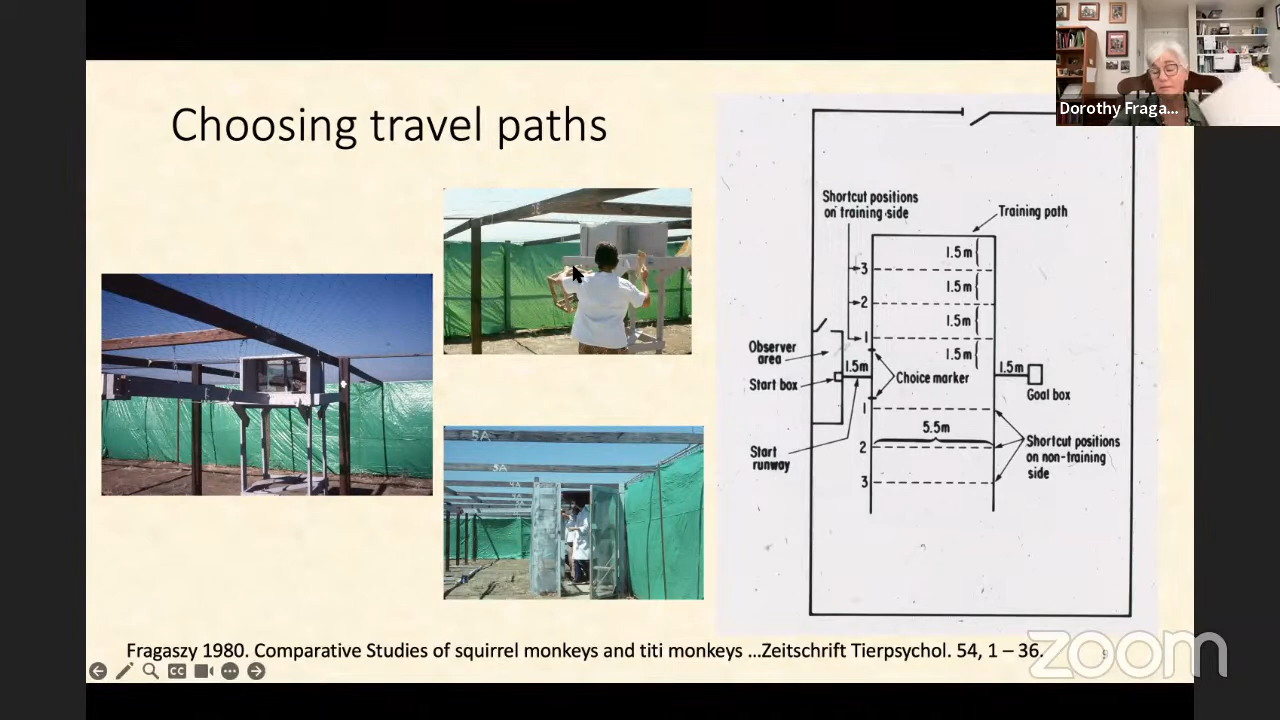 Dorothy Fraga...
Choosing travel paths
5A
3A
Shortcut positions
on training side
Training path
1.5m
3
1.5m
2
1.5m
1
1.5m
Observer
area
1.5m
Choice marker
1.5m
Start box
Goal box
1
5.5m
2
Shortcut positions
on non-training
side
Start
runway
3
Fragaszy 1980. Comparative Studies of squirrel monkeys and titi monkeys ...Zeitschrift Tierpsychol. 54, 1 – 36.
CC
zoom